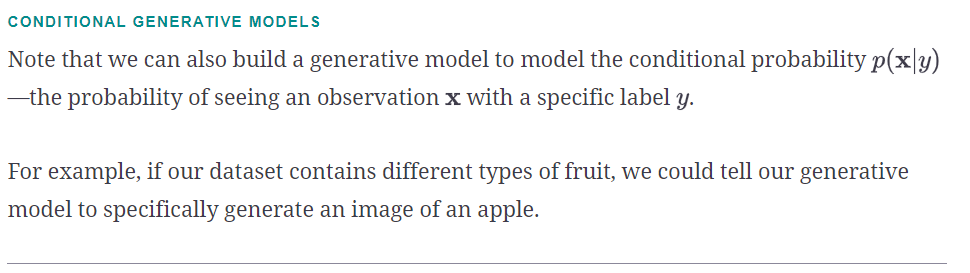 CONDITIONAL GENERATIVE MODELS
Note that we can also build a generative model to model the conditional probability p(x|y)
—the probability of seeing an observation x with a specific label y.
For example, if our dataset contains different types of fruit, we could tell our generative
model to specifically generate an image of an apple.